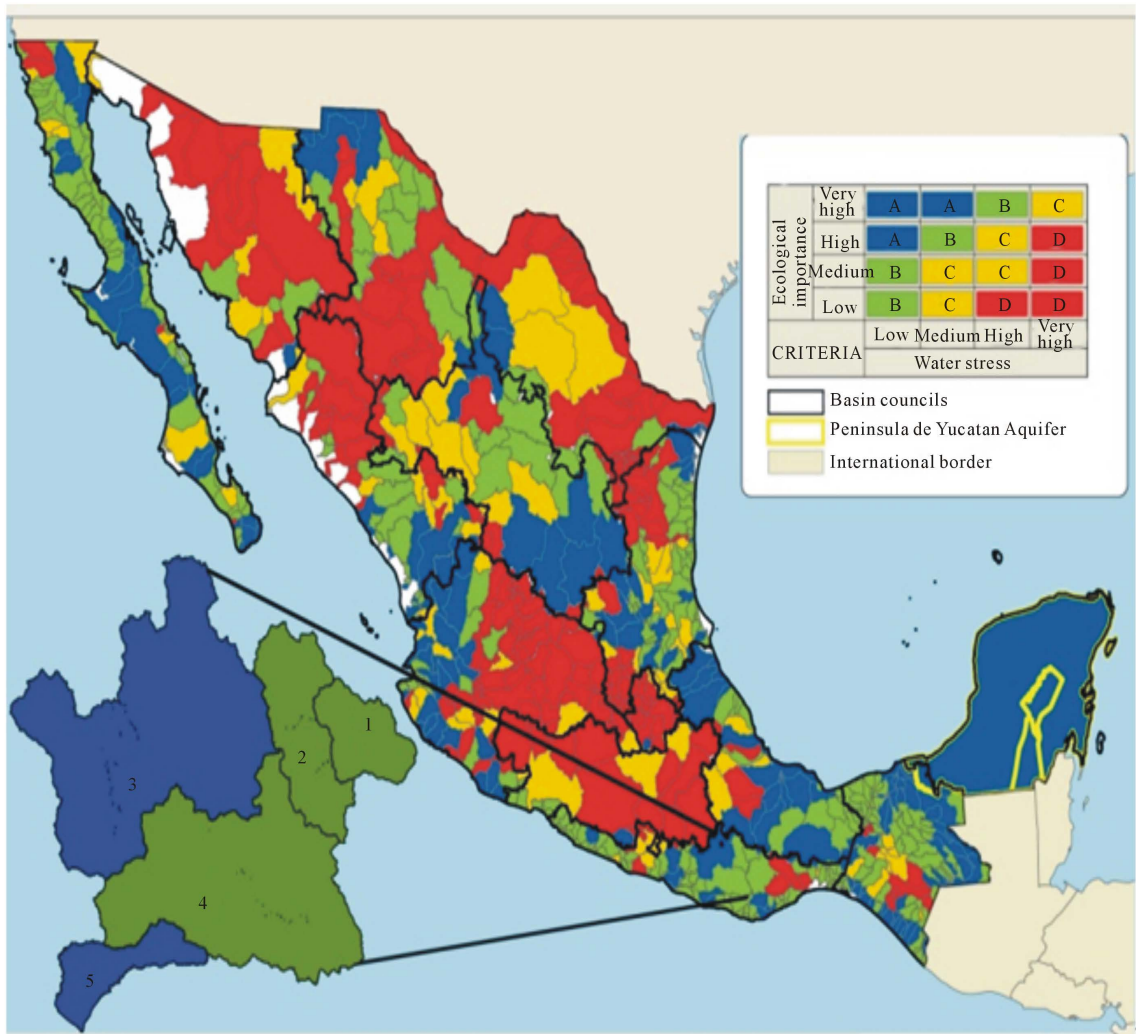 Ecological
importance
Very
high
A A B C
High
A B C D
Medium
B C C D
Low
B C D D
CRITERIA
Low Medium High Very
high
Water stress
Basin councils
Peninsula de Yucatan Aquifer
International border
1
2
3
4
5